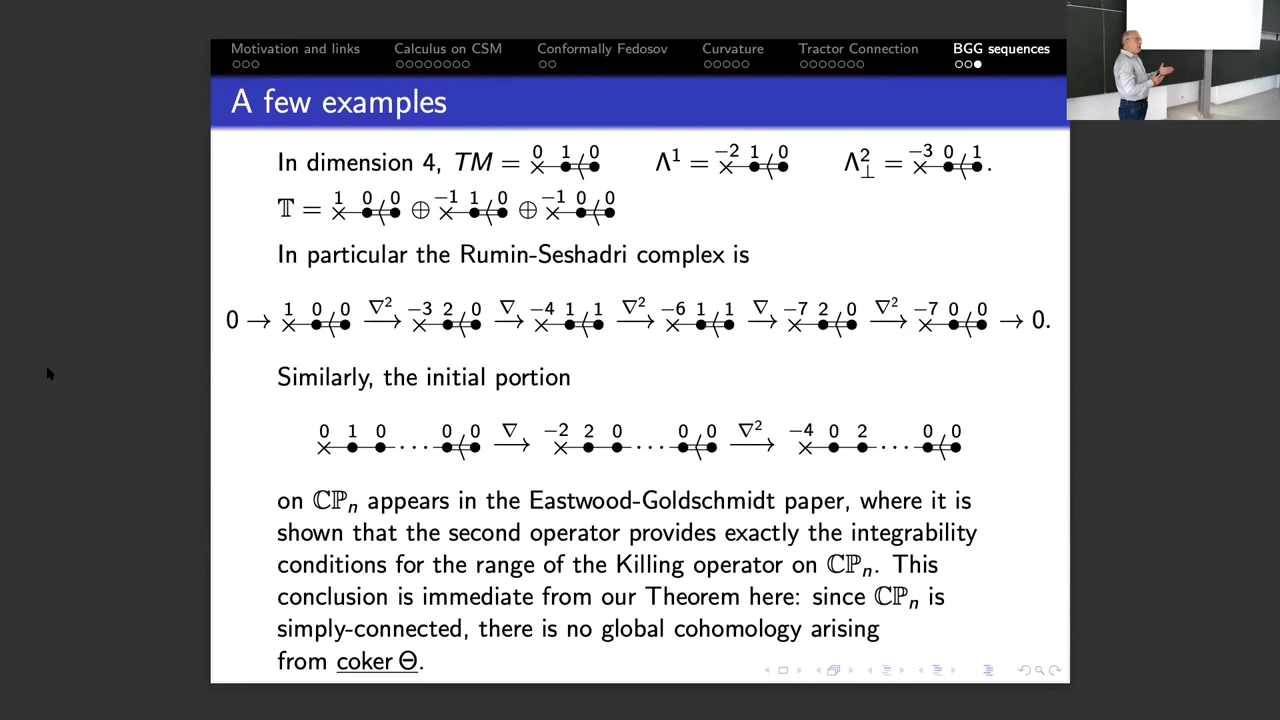 Motivation and links Calculus on CSM Conformally Fedosov Curvature Tractor Connection BGG sequences
A few examples
In dimension 4, TM = 0 1 0 Λ¹ = −2 1 0 Λ²⊥ = −3 0 1.
𝕋 = 1 0 0 ⊕ −1 1 0 ⊕ −1 0 0
In particular the Rumin-Seshadri complex is
0 → 1 0 0 ∇² → −3 2 0 ∇ → −4 1 1 ∇² → −6 1 1 ∇ → −7 2 0 ∇² → −7 0 0 → 0.
Similarly, the initial portion
0 1 0 ⋯ 0 0 ∇ → −2 2 0 ⋯ 0 0 ∇² → −4 0 2 ⋯ 0 0
on ℂℙₙ appears in the Eastwood-Goldschmidt paper, where it is
shown that the second operator provides exactly the integrability
conditions for the range of the Killing operator on ℂℙₙ. This
conclusion is immediate from our Theorem here: since ℂℙₙ is
simply-connected, there is no global cohomology arising
from coker Θ.